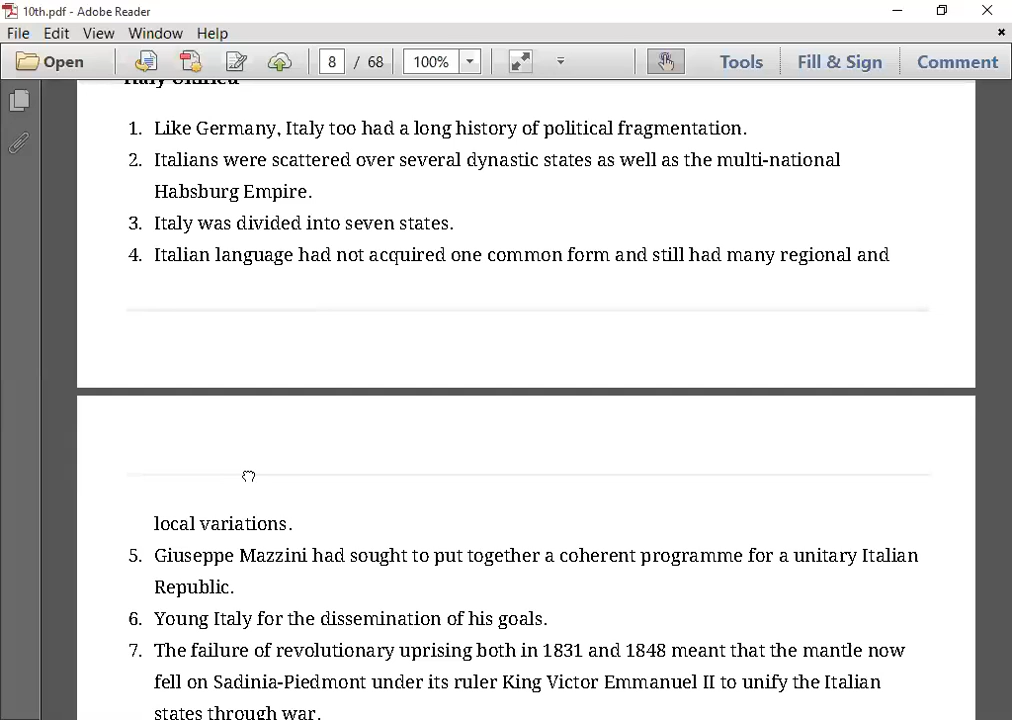 10th.pdf - Adobe Reader
File Edit View Window Help
Open 8 / 68 100% Tools Fill & Sign Comment
Italy Unified
1. Like Germany, Italy too had a long history of political fragmentation.
2. Italians were scattered over several dynastic states as well as the multi-national
Habsburg Empire.
3. Italy was divided into seven states.
4. Italian language had not acquired one common form and still had many regional and
local variations.
5. Giuseppe Mazzini had sought to put together a coherent programme for a unitary Italian
Republic.
6. Young Italy for the dissemination of his goals.
7. The failure of revolutionary uprising both in 1831 and 1848 meant that the mantle now
fell on Sadinia-Piedmont under its ruler King Victor Emmanuel II to unify the Italian
states through war.